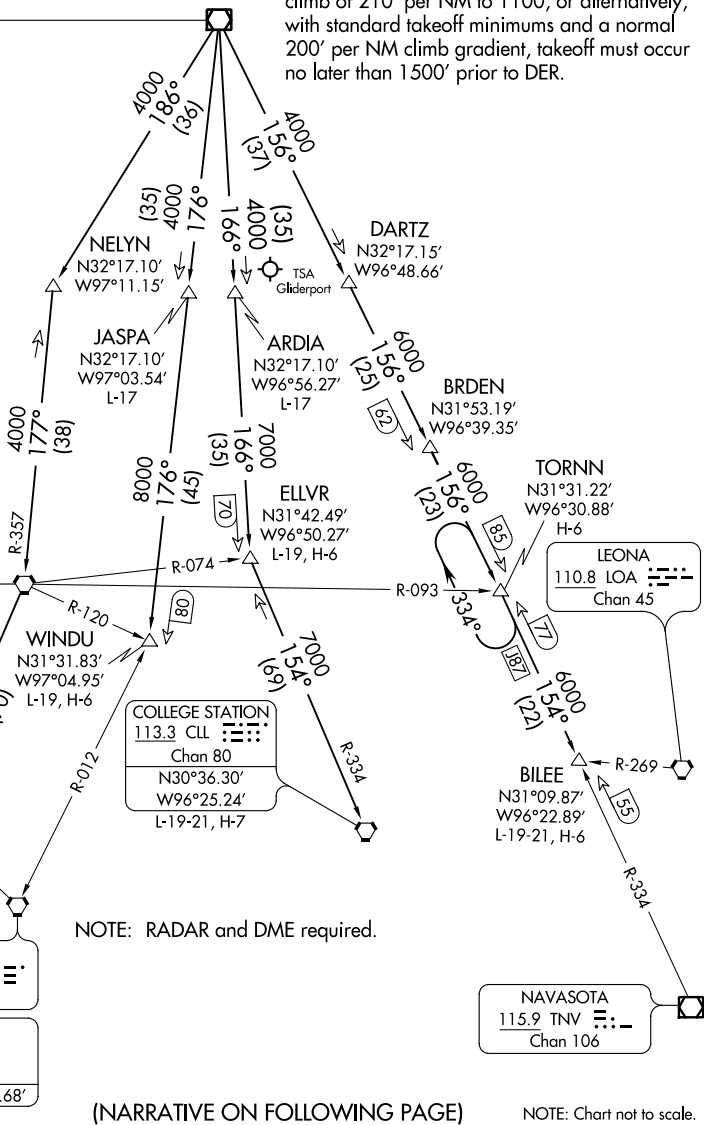 climb of 210' per NM to 1100, or alternatively,
with standard takeoff minimums and a normal
200' per NM climb gradient, takeoff must occur
no later than 1500' prior to DER.
4000
186°
(36)
(35)
4000
176°
(35)
4000
166°
4000
156°
(37)
NELYN
N32°17.10'
W97°11.15'
TSA
Gliderport
DARTZ
N32°17.15'
W96°48.66'
JASPA
N32°17.10'
W97°03.54'
L-17
ARDIA
N32°17.10'
W96°56.27'
L-17
6000
156°
(25)
62
BRDEN
N31°53.19'
W96°39.35'
4000
177°
(38)
8000
176°
(45)
7000
166°
(35)
70
ELLVR
N31°42.49'
W96°50.27'
L-19, H-6
6000
156°
(23)
85
TORNN
N31°31.22'
W96°30.88'
H-6
LEONA
110.8 LOA
Chan 45
R-357
R-074
R-093
R-120
334°
77
J87
80
WINDU
N31°31.83'
W97°04.95'
L-19, H-6
7000
154°
(69)
6000
154°
(22)
COLLEGE STATION
113.3 CLL
Chan 80
N30°36.30'
W96°25.24'
L-19-21, H-7
R-334
R-012
BILEE
N31°09.87'
W96°22.89'
L-19-21, H-6
R-269
55
R-334
NOTE: RADAR and DME required.
NAVASOTA
115.9 TNV
Chan 106
.68'
(NARRATIVE ON FOLLOWING PAGE)
NOTE: Chart not to scale.